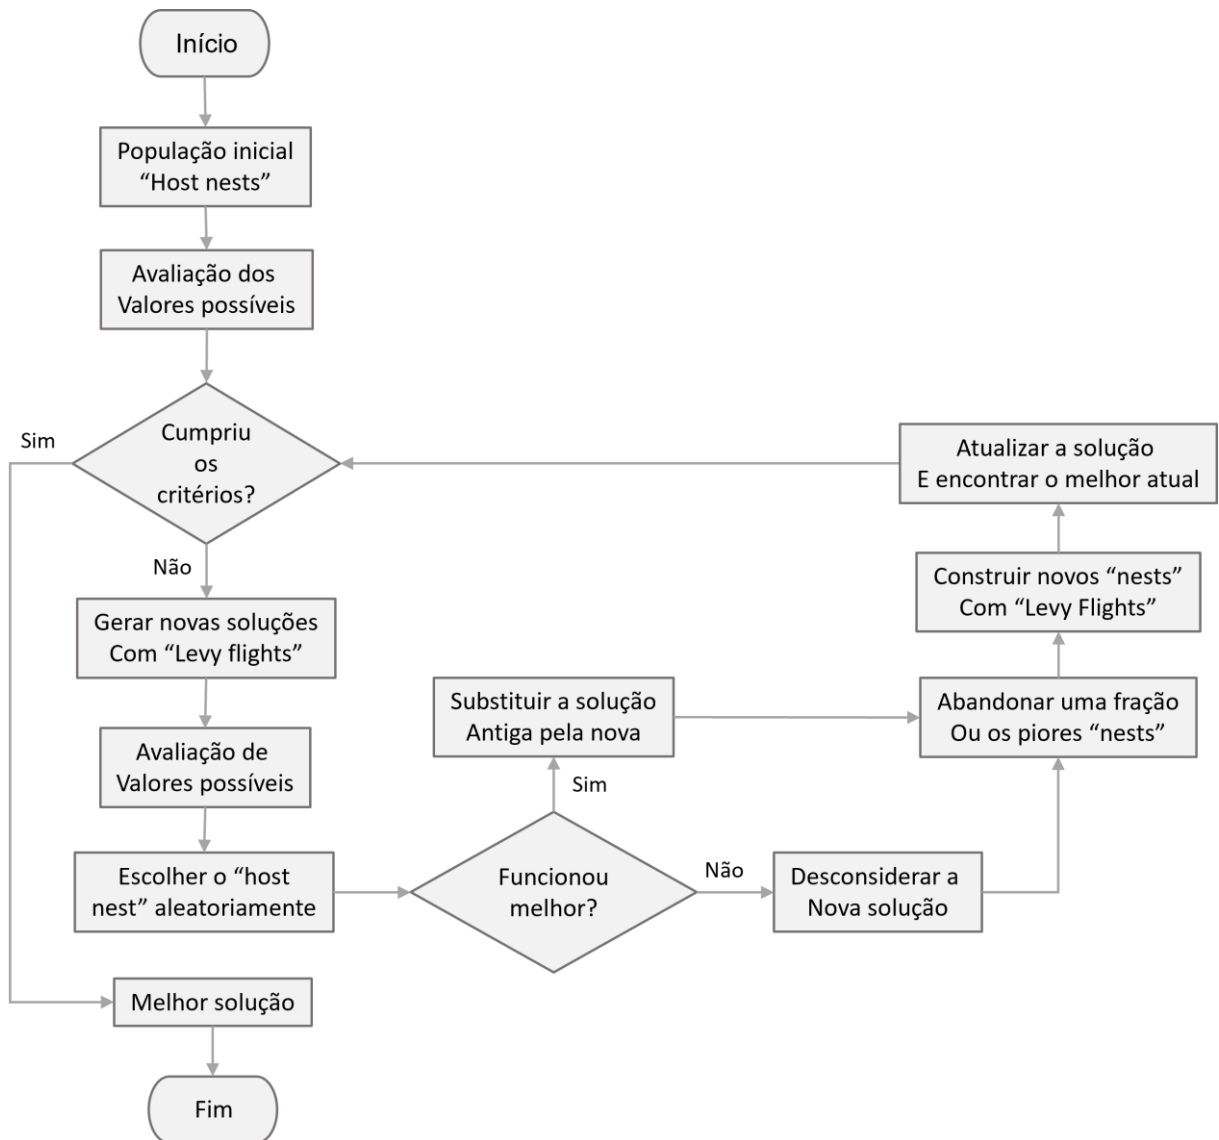 Início
População inicial
“Host nests”
Avaliação dos
Valores possíveis
Sim
Cumpriu
os
critérios?
Não
Gerar novas soluções
Com “Levy flights”
Avaliação de
Valores possíveis
Escolher o “host
nest” aleatoriamente
Funcionou
melhor?
Sim
Substituir a solução
Antiga pela nova
Não
Desconsiderar a
Nova solução
Abandonar uma fração
Ou os piores “nests”
Construir novos “nests”
Com “Levy Flights”
Atualizar a solução
E encontrar o melhor atual
Melhor solução
Fim